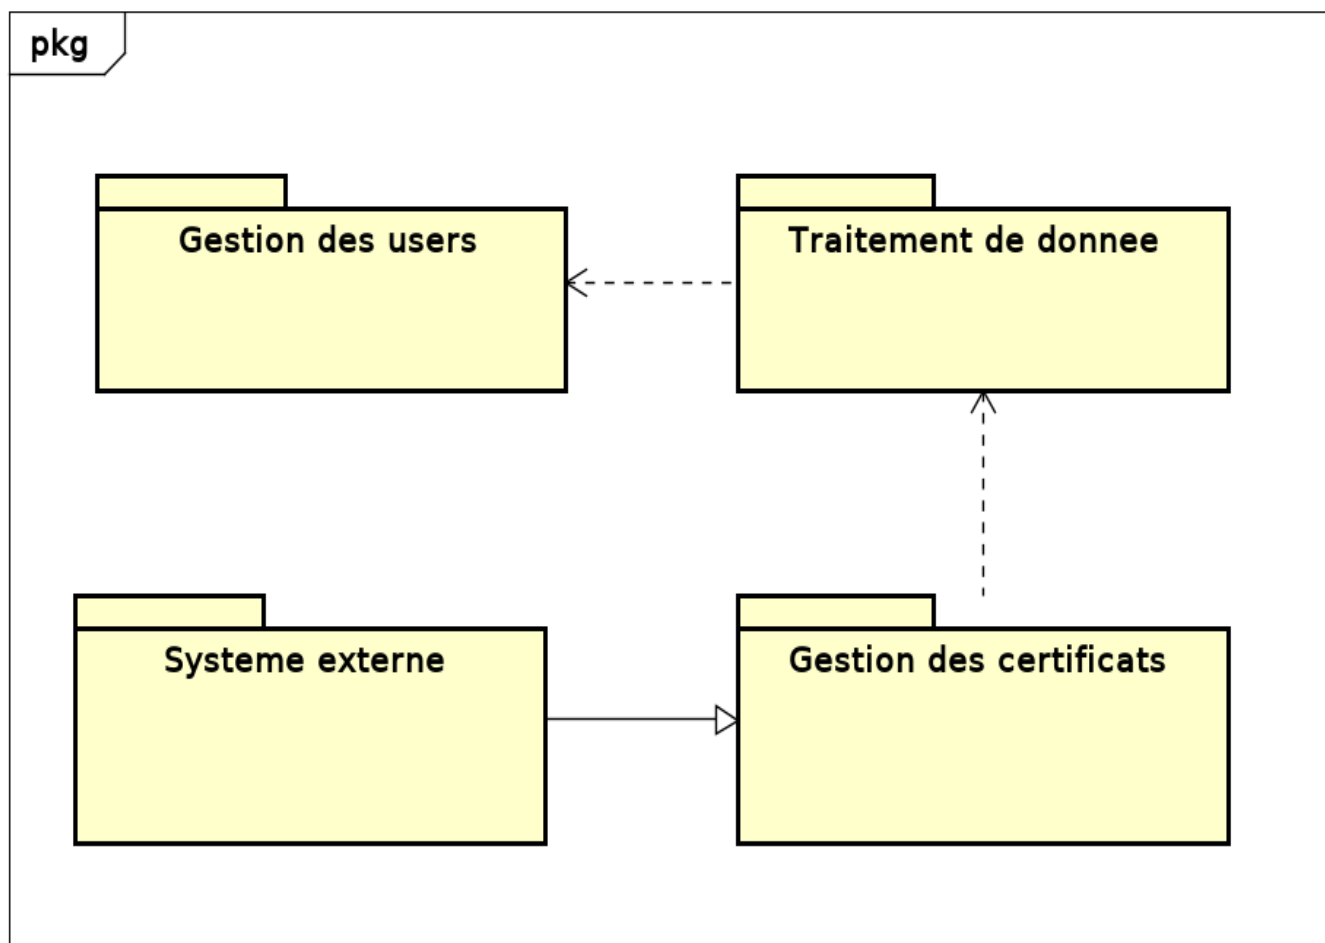 pkg
Gestion des users
Traitement de donnee
Systeme externe
Gestion des certificats